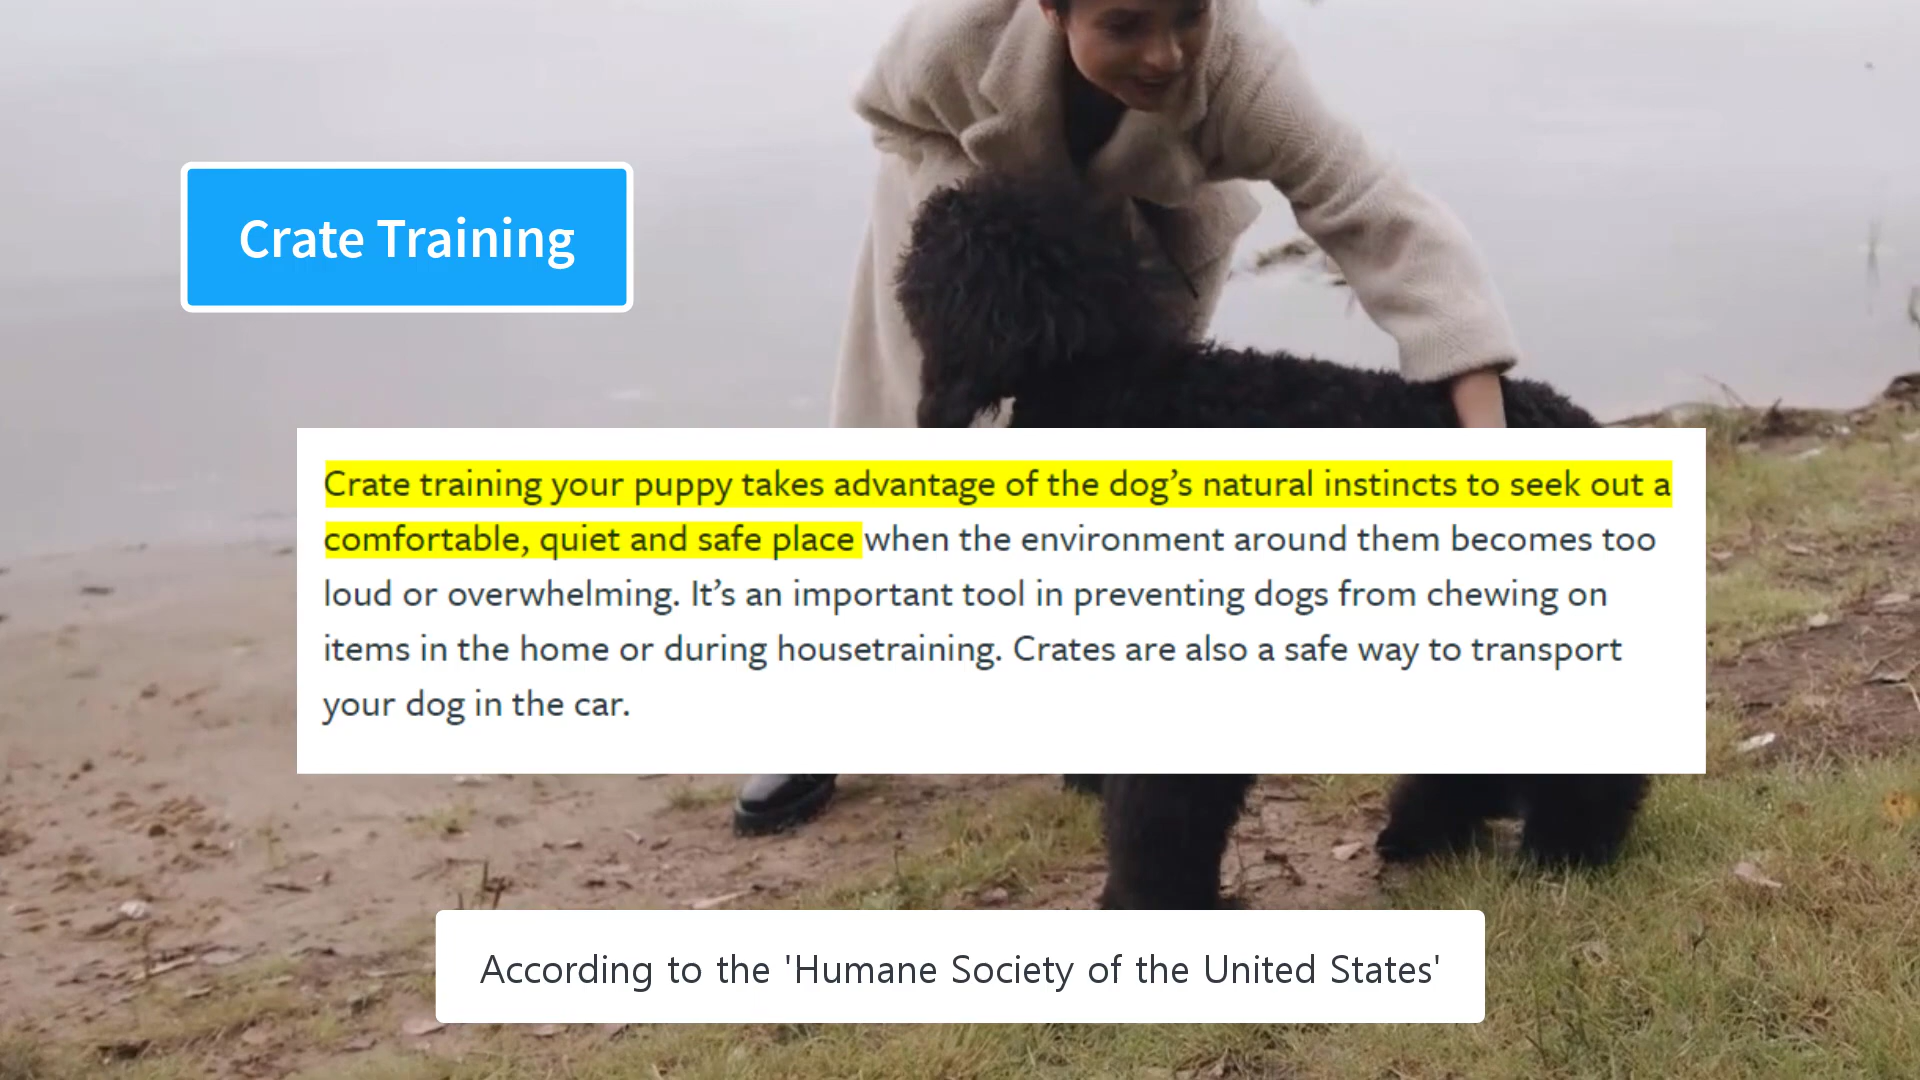 Crate Training
Crate training your puppy takes advantage of the dog’s natural instincts to seek out a
comfortable, quiet and safe place when the environment around them becomes too
loud or overwhelming. It’s an important tool in preventing dogs from chewing on
items in the home or during housetraining. Crates are also a safe way to transport
your dog in the car.
According to the 'Humane Society of the United States'